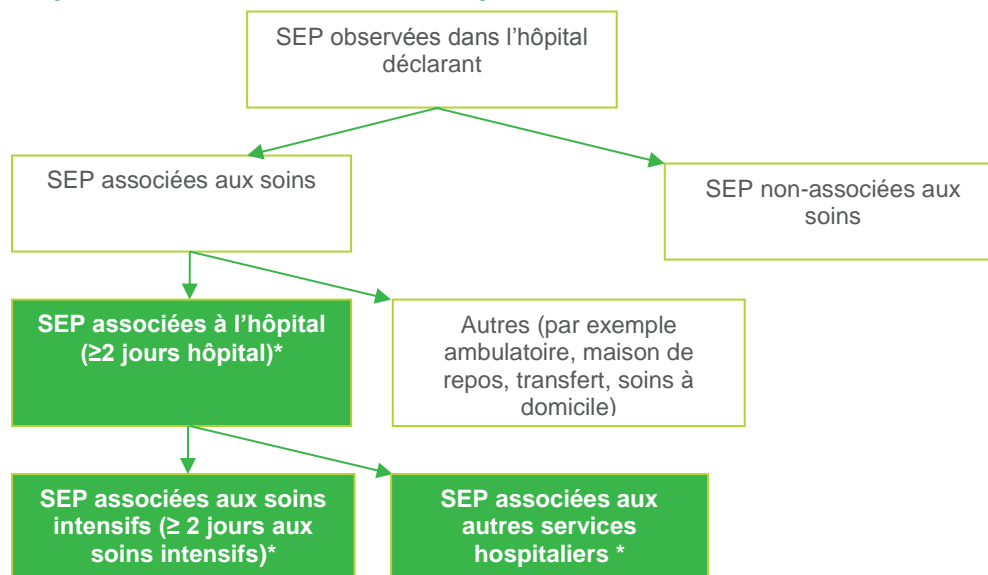 SEP observées dans l’hôpital
déclarant
SEP associées aux soins
SEP non-associées aux
soins
SEP associées à l’hôpital
(≥2 jours hôpital)*
Autres (par exemple
ambulatoire, maison de
repos, transfert, soins à
domicile)
SEP associées aux soins
intensifs (≥ 2 jours aux
soins intensifs)*
SEP associées aux
autres services
hospitaliers *